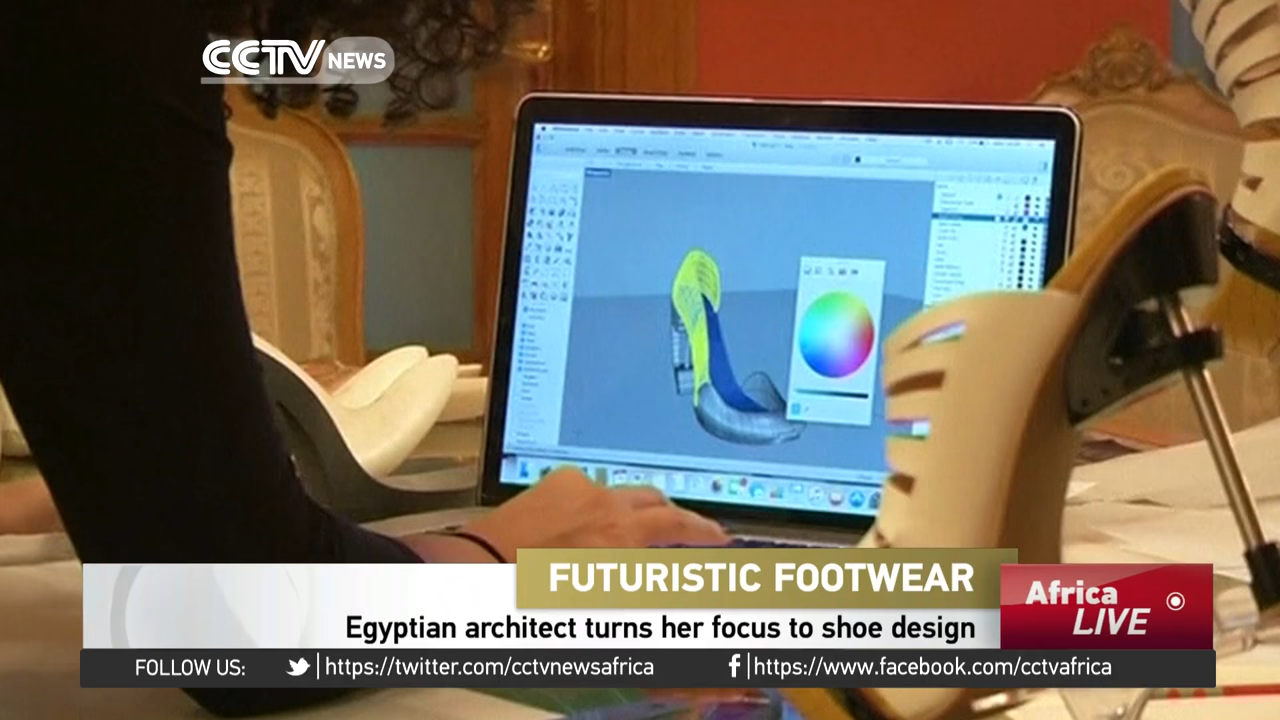 CCTV NEWS
FUTURISTIC FOOTWEAR
Egyptian architect turns her focus to shoe design
Africa
LIVE
FOLLOW US: https://twitter.com/cctvnewsafrica f https://www.facebook.com/cctvafrica